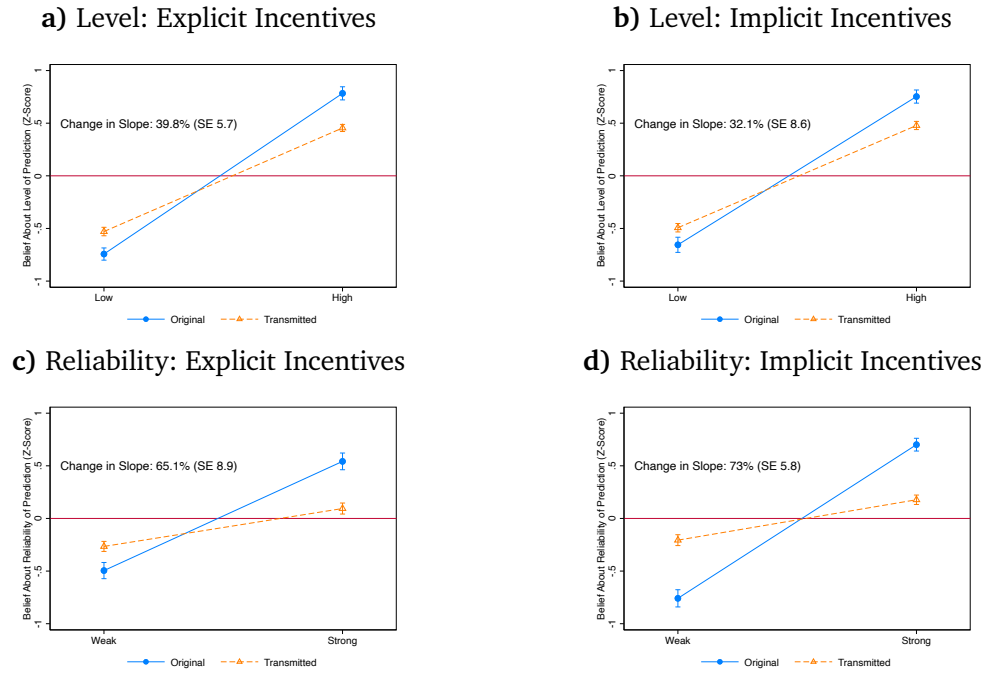 a) Level: Explicit Incentives
Belief About Level of Prediction (Z-Score)
1
.5
0
-.5
-1
Change in Slope: 39.8% (SE 5.7)
Low High
Original Transmitted
b) Level: Implicit Incentives
Belief About Level of Prediction (Z-Score)
1
.5
0
-.5
-1
Change in Slope: 32.1% (SE 8.6)
Low High
Original Transmitted
c) Reliability: Explicit Incentives
Belief About Reliability of Prediction (Z-Score)
1
.5
0
-.5
-1
Change in Slope: 65.1% (SE 8.9)
Weak Strong
Original Transmitted
d) Reliability: Implicit Incentives
Belief About Reliability of Prediction (Z-Score)
1
.5
0
-.5
-1
Change in Slope: 73% (SE 5.8)
Weak Strong
Original Transmitted